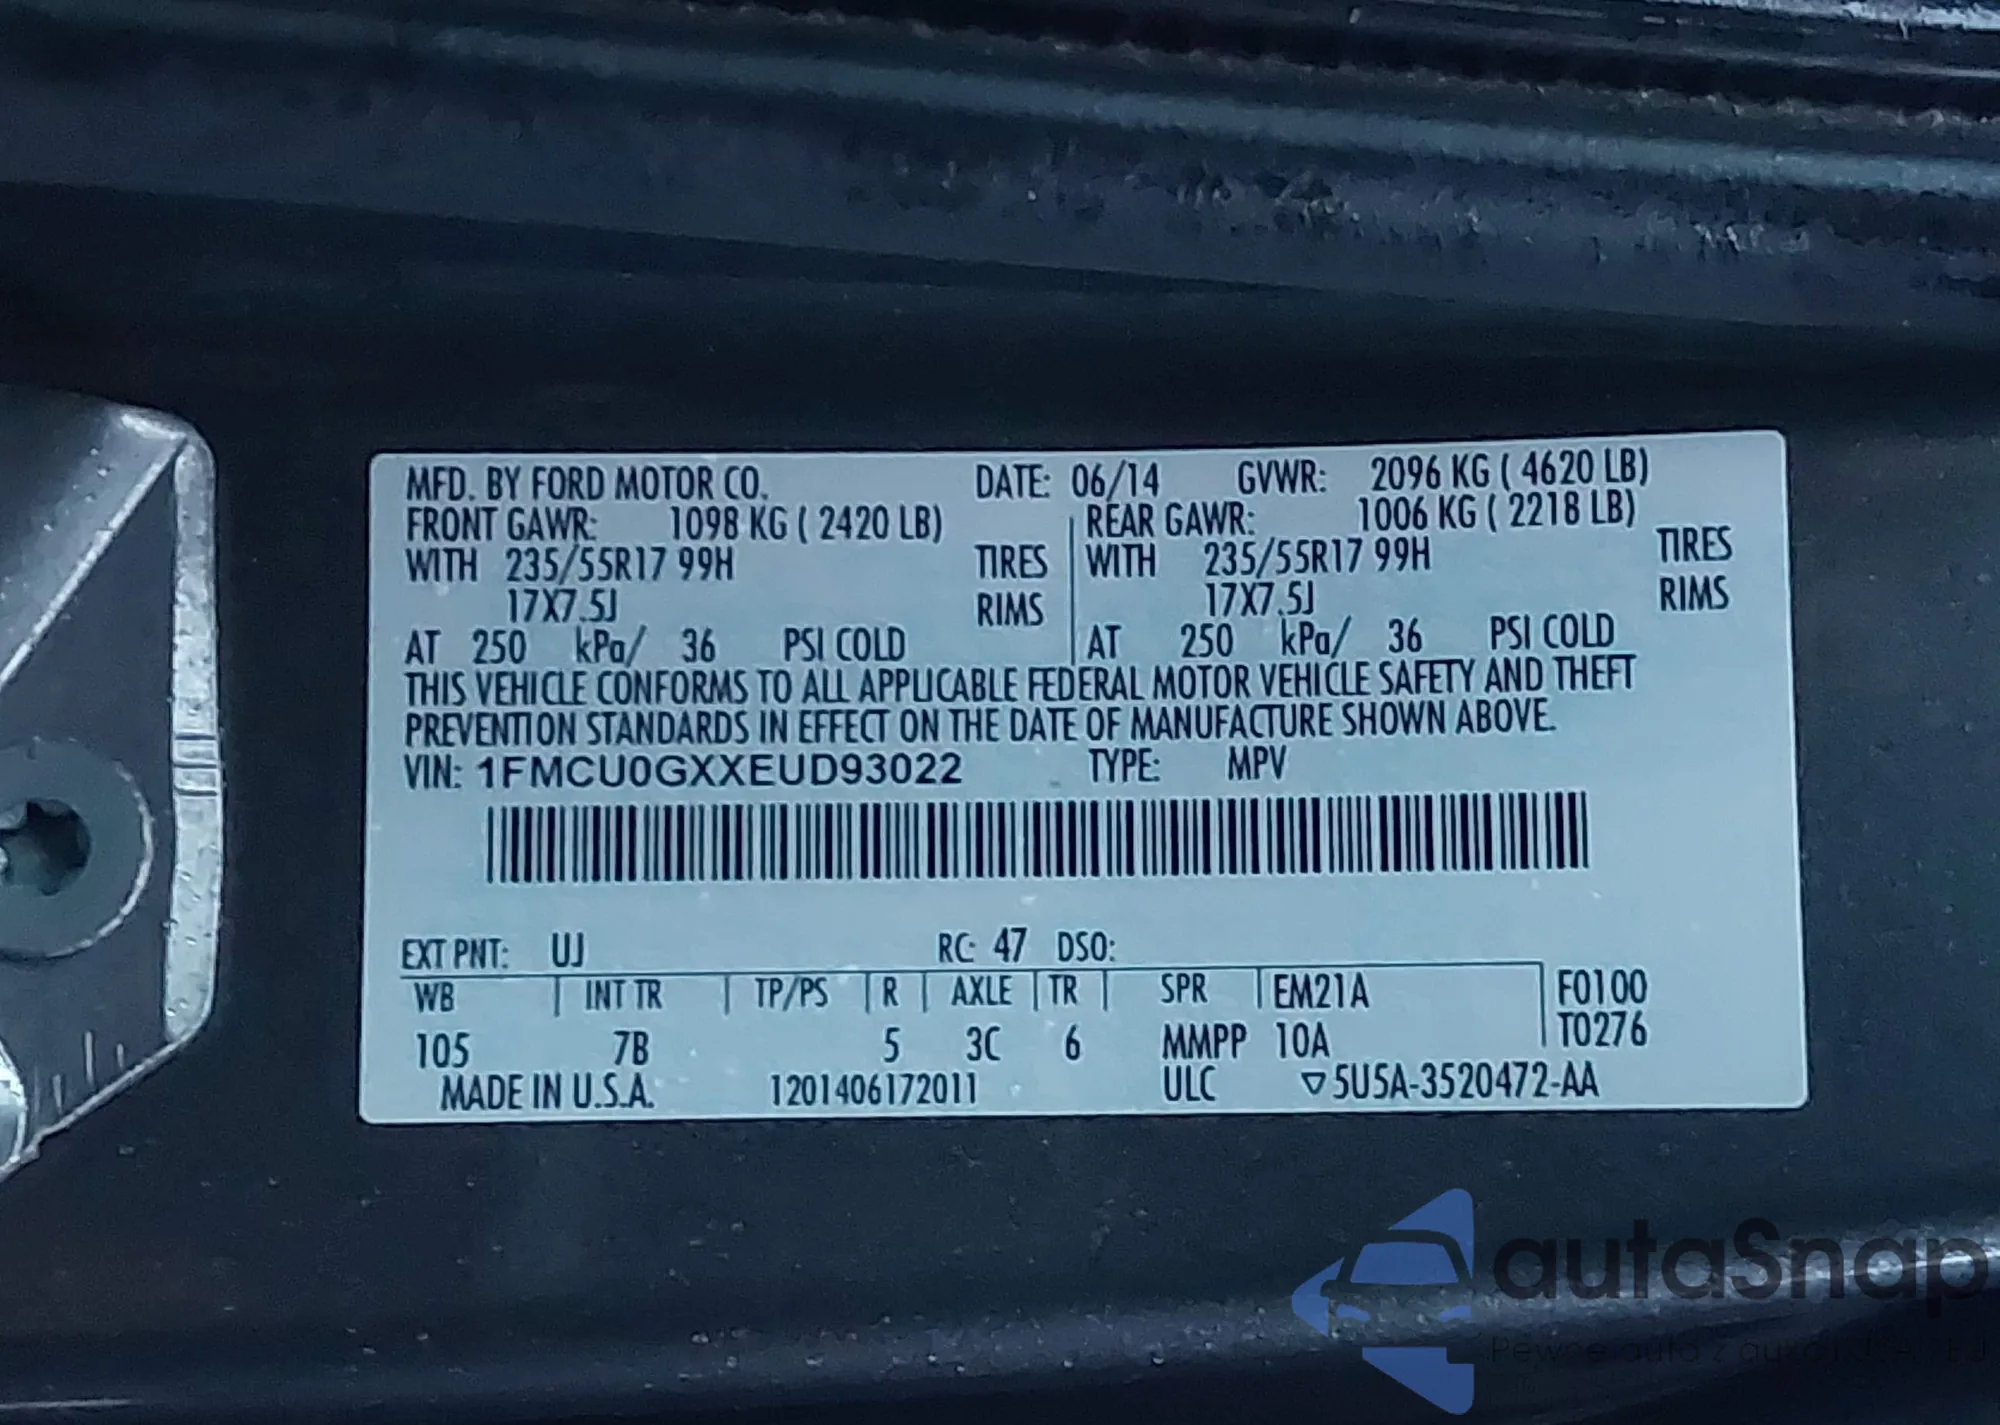 MFD. BY FORD MOTOR CO. DATE: 06/14 GVWR: 2096 KG ( 4620 LB)
FRONT GAWR: 1098 KG ( 2420 LB) REAR GAWR: 1006 KG ( 2218 LB)
WITH 235/55R17 99H TIRES WITH 235/55R17 99H TIRES
17X7.5J RIMS 17X7.5J RIMS
AT 250 kPa/ 36 PSI COLD AT 250 kPa/ 36 PSI COLD
THIS VEHICLE CONFORMS TO ALL APPLICABLE FEDERAL MOTOR VEHICLE SAFETY AND THEFT
PREVENTION STANDARDS IN EFFECT ON THE DATE OF MANUFACTURE SHOWN ABOVE.
VIN: 1FMCU0GXXEUD93022 TYPE: MPV
EXT PNT: UJ RC: 47 DSO:
WB INT TR TP/PS R AXLE TR SPR EM21A F0100
105 7B 5 3C 6 MMPP 10A T0276
MADE IN U.S.A. 1201406172011 ULC ▽5U5A-3520472-AA
autaSnap
Pewne auta z